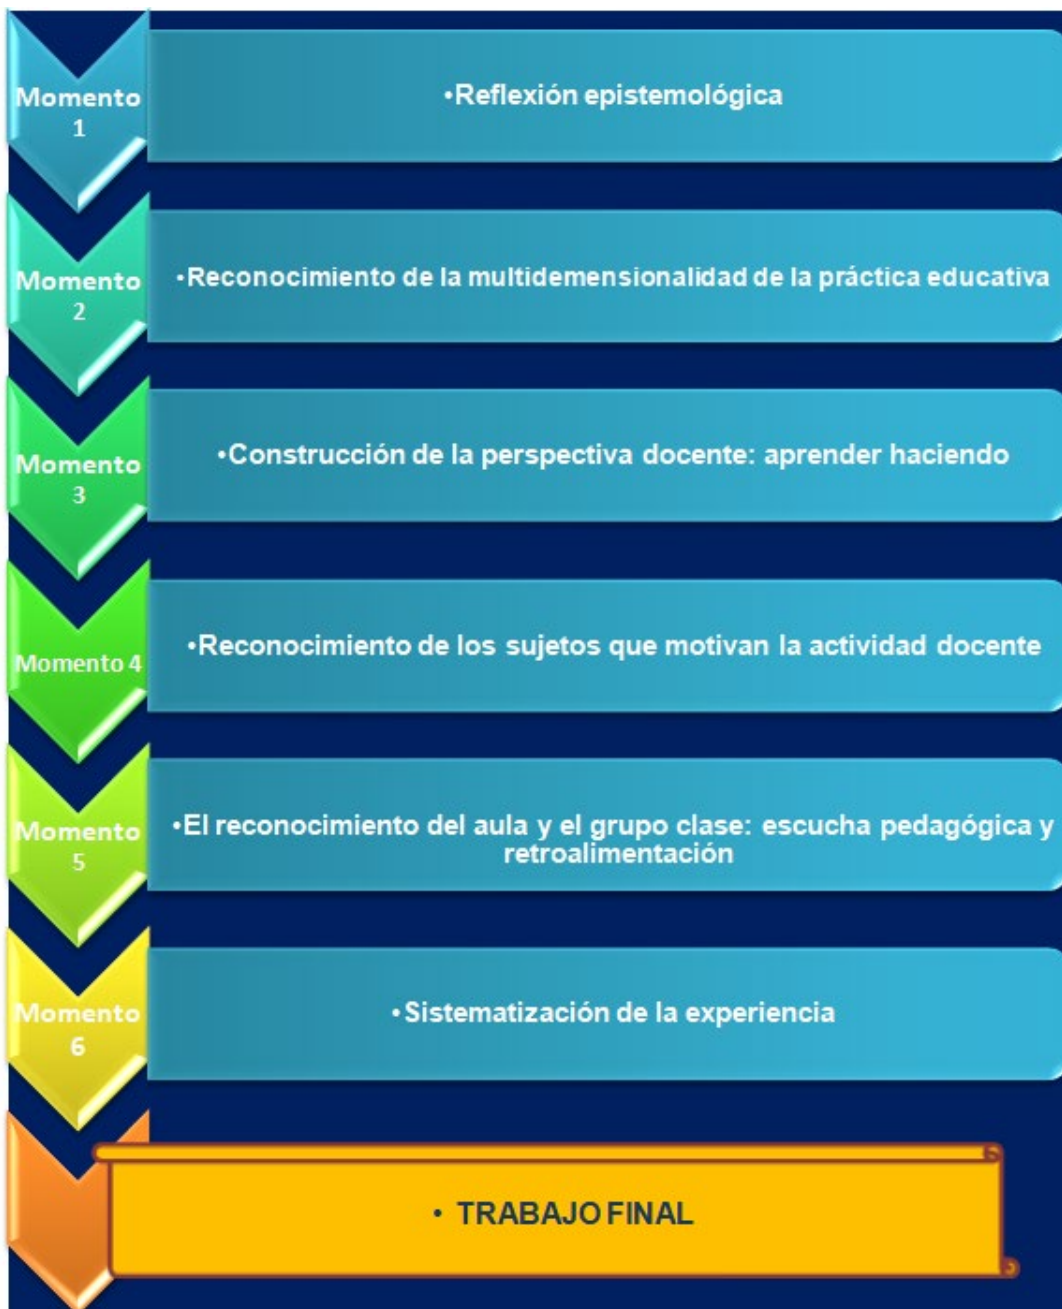 Momento
1
•Reflexión epistemológica
Momento
2
•Reconocimiento de la multidemensionalidad de la práctica educativa
Momento
3
•Construcción de la perspectiva docente: aprender haciendo
Momento 4
•Reconocimiento de los sujetos que motivan la actividad docente
Momento
5
•El reconocimiento del aula y el grupo clase: escucha pedagógica y
retroalimentación
Momento
6
•Sistematización de la experiencia
• TRABAJO FINAL